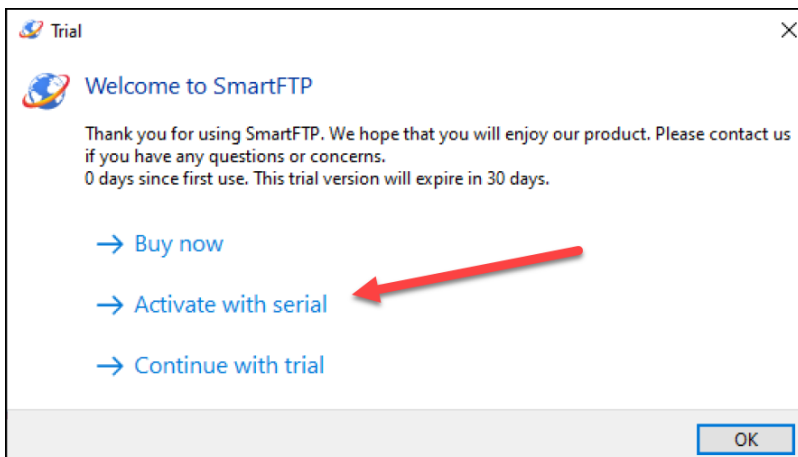 Trial
Welcome to SmartFTP
Thank you for using SmartFTP. We hope that you will enjoy our product. Please contact us
if you have any questions or concerns.
0 days since first use. This trial version will expire in 30 days.
Buy now
Activate with serial
Continue with trial
OK